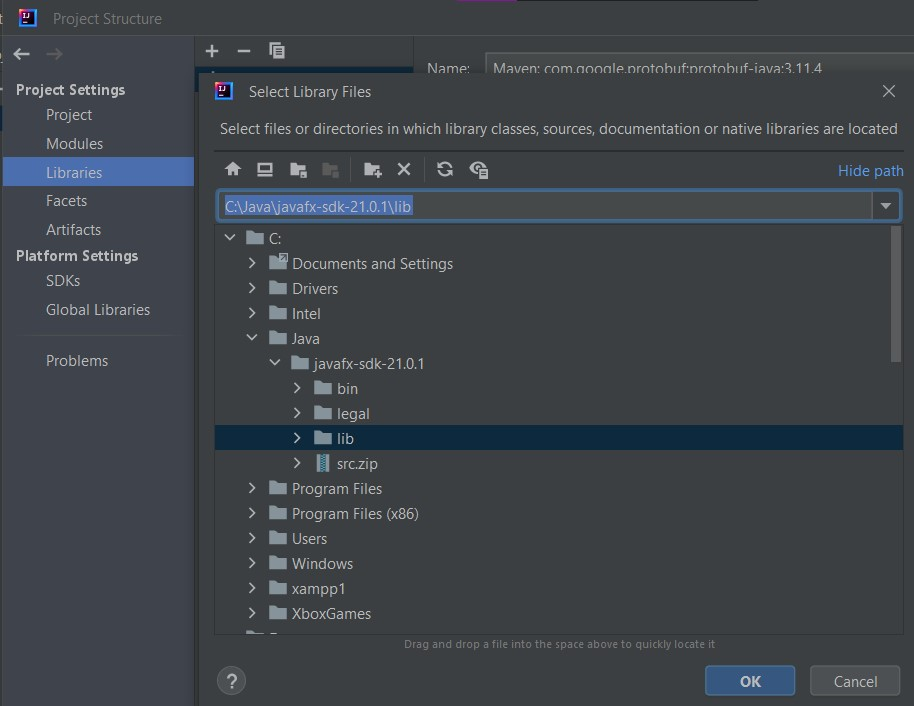 Project Structure
Project Settings
Project
Modules
Libraries
Facets
Artifacts
Platform Settings
SDKs
Global Libraries
Problems
Name: Maven: com.google.protobuf:protobuf-java:3.11.4
Select Library Files
Select files or directories in which library classes, sources, documentation or native libraries are located
Hide path
C:\Java\javafx-sdk-21.0.1\lib
C:
Documents and Settings
Drivers
Intel
Java
javafx-sdk-21.0.1
bin
legal
lib
src.zip
Program Files
Program Files (x86)
Users
Windows
xampp1
XboxGames
Drag and drop a file into the space above to quickly locate it
?
OK
Cancel